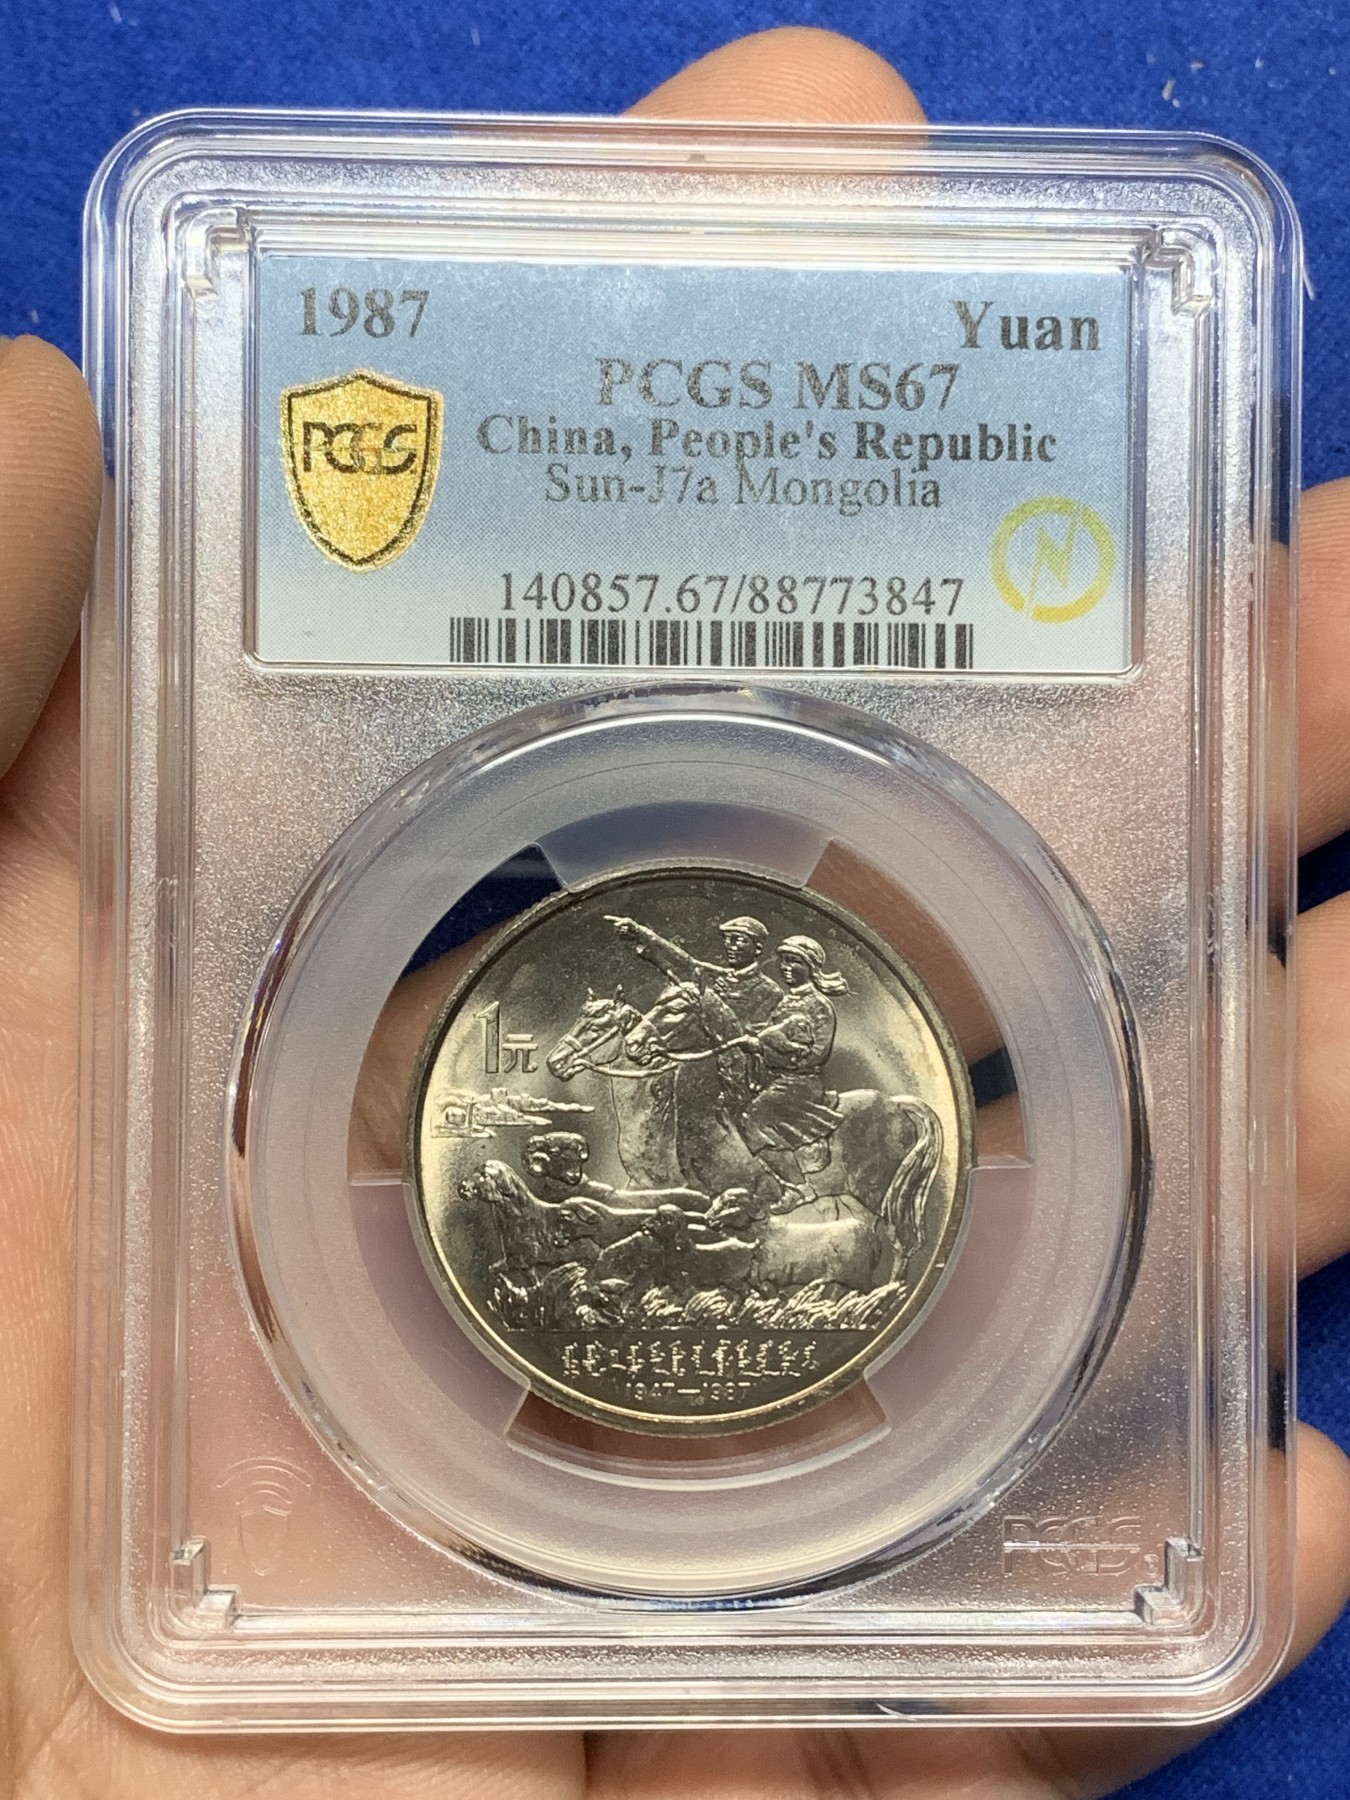 1987
Yuan
PCGS MS67
China, People's Republic
Sun-J7a Mongolia
PCGS
N
140857.67/88773847
1元
1947—1987
PCGS